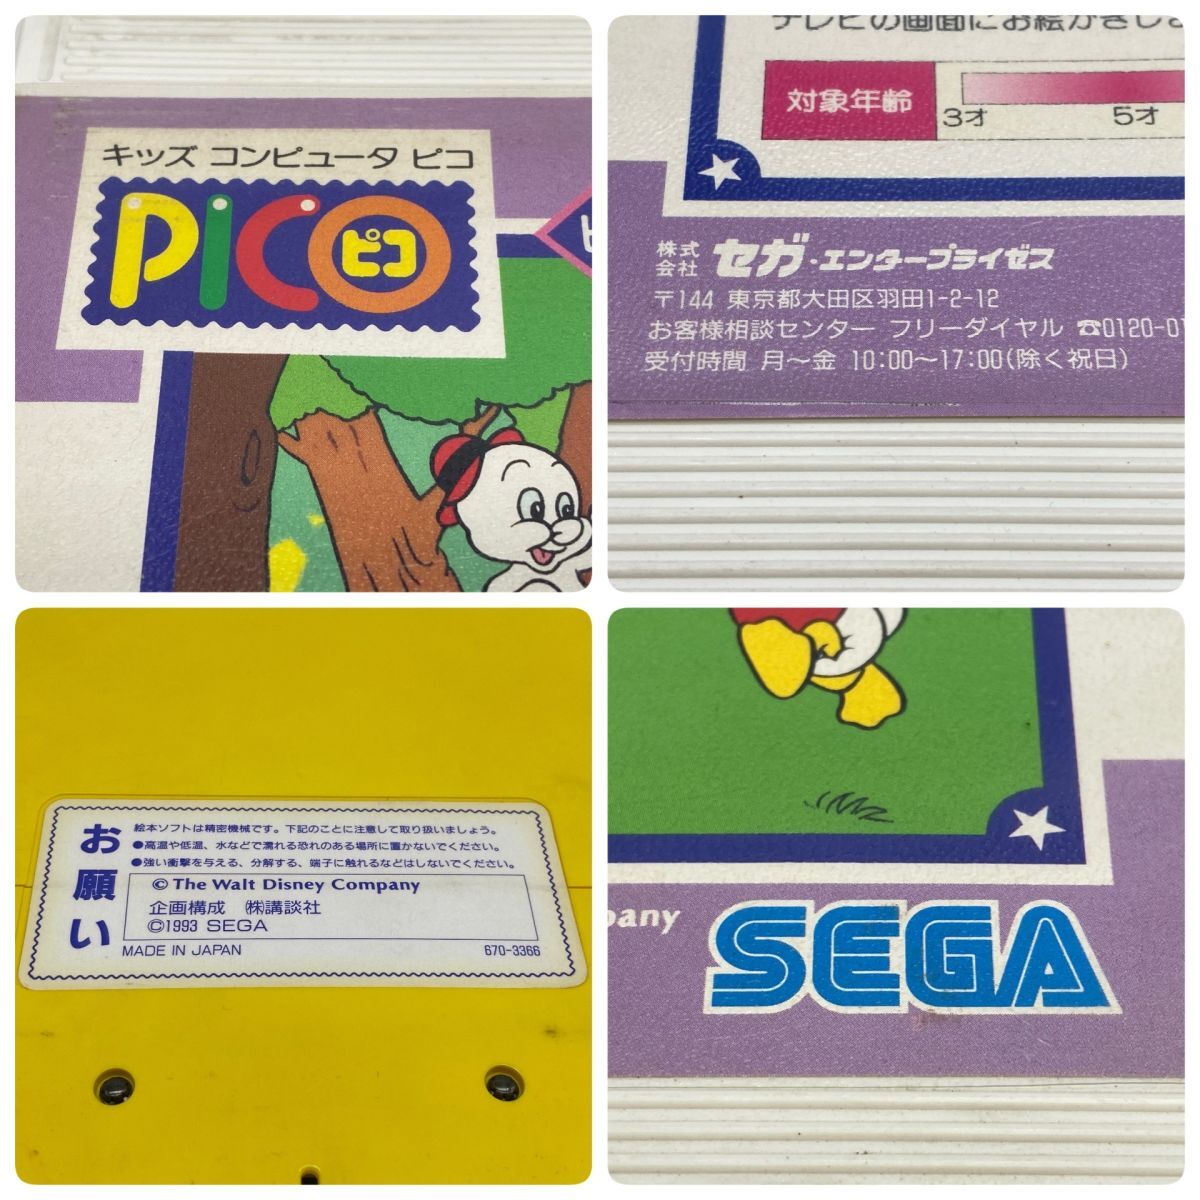 キッズ コンピュータ ピコ
PICO
ピコ
テレビの画面にお絵かきしよ
対象年齢
3才 5才
株式会社 セガ・エンタープライゼス
〒144 東京都大田区羽田1-2-12
お客様相談センター フリーダイヤル ☎0120-01
受付時間 月〜金 10:00〜17:00(除く祝日)
お願い
絵本ソフトは精密機械です。下記のことに注意して取り扱いましょう。
●高温や低温、水などで濡れる恐れのある場所に置かないでください。
●強い衝撃を与える、分解する、端子に触れるなどはしないでください。
© The Walt Disney Company
企画構成 ㈱講談社
©1993 SEGA
MADE IN JAPAN 670-3366
pany
SEGA